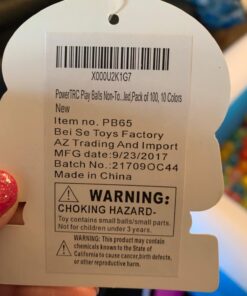 X000U2K1G7
PowerTRC Play Balls Non-To...led,Pack of 100, 10 Colors
New
Item no. PB65
Bei Se Toys Factory
AZ Trading And Import
MFG date:9/23/2017
Batch No.:21709OC44
Made in China
WARNING:
CHOKING HAZARD-
Toy contains small balls/small parts.
Not for children under 3 years.
WARNING: This product may contain
chemicals known to the State of
California to cause cancer,birth defects,
or other reproductive harm.